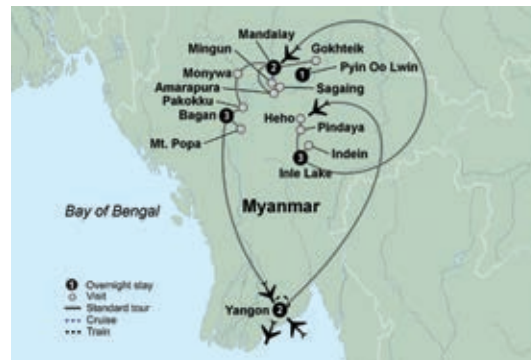 Mandalay
Gokhteik
Mingun
2
1
Pyin Oo Lwin
Monywa
Amarapura
Sagaing
Pakokku
Heho
Bagan
3
Pindaya
Mt. Popa
Indein
3
Inle Lake
Myanmar
Bay of Bengal
1 Overnight stay
Visit
Standard tour
Cruise
Train
Yangon
2